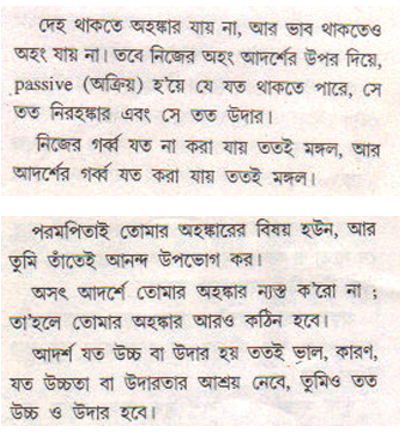 দেহ থাকতে অহঙ্কার যায় না, আর ভাব থাকতেও
অহং যায় না। তবে নিজের অহং আদর্শের উপর দিয়ে,
passive (অক্রিয়) হ'য়ে যে যত থাকতে পারে, সে
তত নিরহঙ্কার এবং সে তত উদার।
নিজের গর্ব্ব যত না করা যায় ততই মঙ্গল, আর
আদর্শের গর্ব্ব যত করা যায় ততই মঙ্গল।
পরমপিতাই তোমার অহঙ্কারের বিষয় হউন, আর
তুমি তাঁতেই আনন্দ উপভোগ কর।
অসৎ আদর্শে তোমার অহঙ্কার ন্যস্ত ক'রো না ;
তা'হলে তোমার অহঙ্কার আরও কঠিন হবে।
আদর্শ যত উচ্চ বা উদার হয় ততই ভাল, কারণ,
যত উচ্চতা বা উদারতার আশ্রয় নেবে, তুমিও তত
উচ্চ ও উদার হবে।